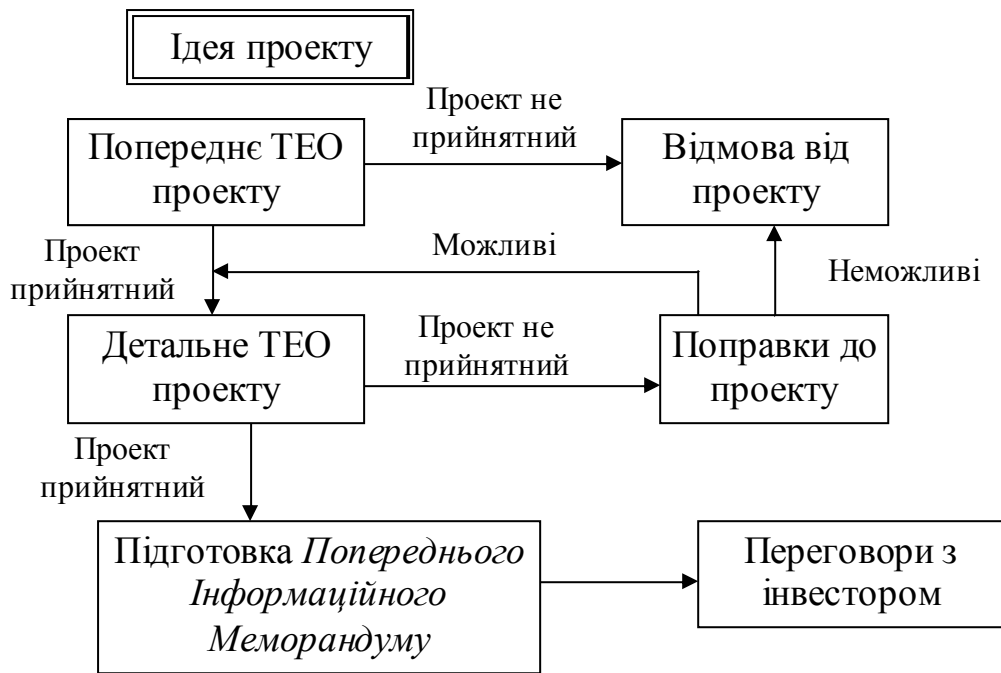 Ідея проекту
Проект не
прийнятний
Попереднє ТЕО
проекту
Відмова від
проекту
Проект
прийнятний
Можливі
Неможливі
Детальне ТЕО
проекту
Проект не
прийнятний
Поправки до
проекту
Проект
прийнятний
Підготовка Попереднього
Інформаційного
Меморандуму
Переговори з
інвестором